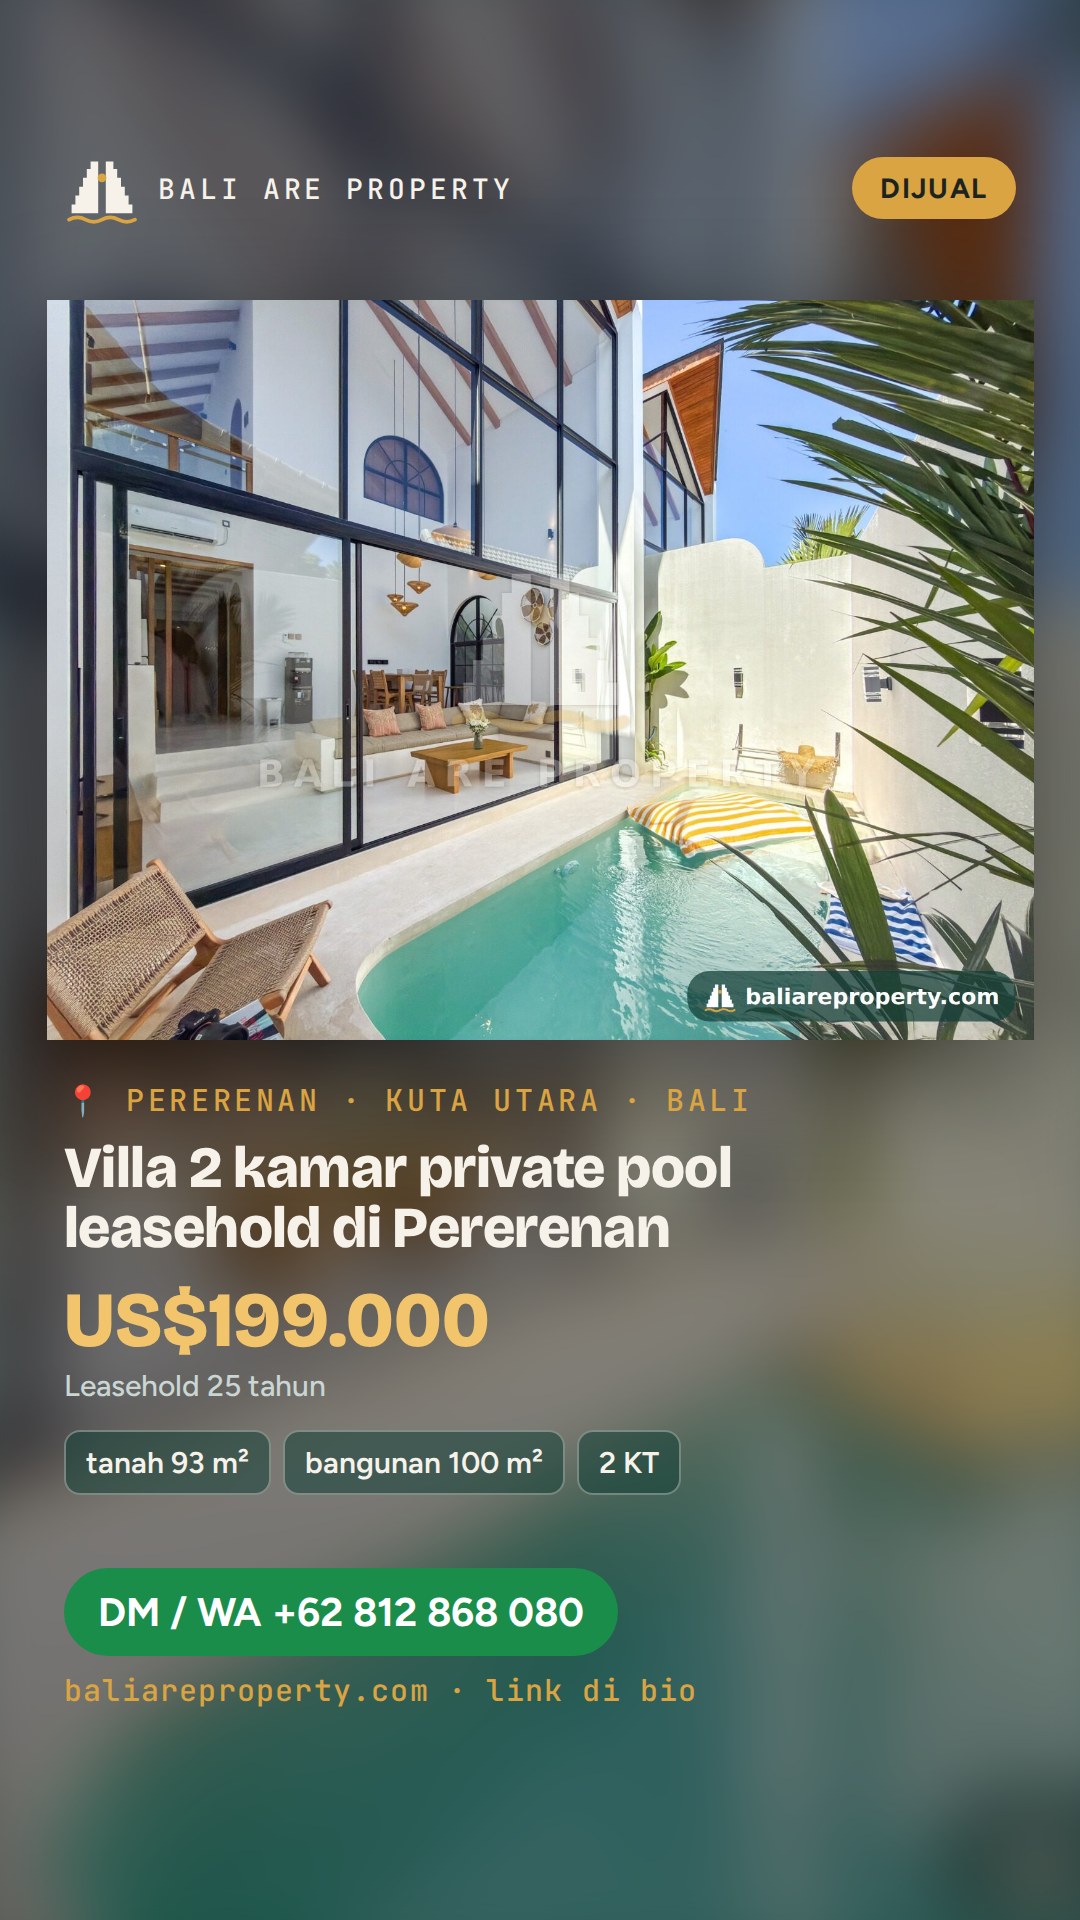 BALI ARE PROPERTY
DIJUAL
BALI ARE PROPERTY
baliareproperty.com
📍 PERERENAN · KUTA UTARA · BALI
Villa 2 kamar private pool
leasehold di Pererenan
US$199.000
Leasehold 25 tahun
tanah 93 m²
bangunan 100 m²
2 KT
DM / WA +62 812 868 080
baliareproperty.com · link di bio